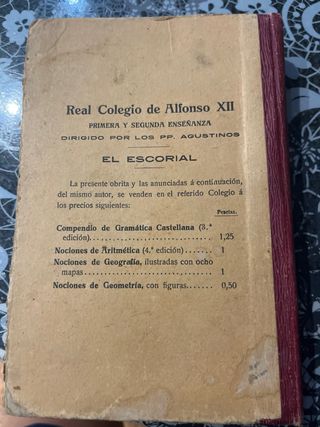 Real Colegio de Alfonso XII
PRIMERA Y SEGUNDA ENSEÑANZA
DIRIGIDO POR LOS PP. AGUSTINOS
EL ESCORIAL
La presente obrita y las anunciadas á continuación,
del mismo autor, se venden en el referido Colegio á
los precios siguientes:
Pesetas.
Compendio de Gramática Castellana (3.ª
edición)........................ 1,25
Nociones de Aritmética (4.ª edición)....... 1
Nociones de Geografía, ilustradas con ocho
mapas........................ 1
Nociones de Geometría, con figuras....... 0,50